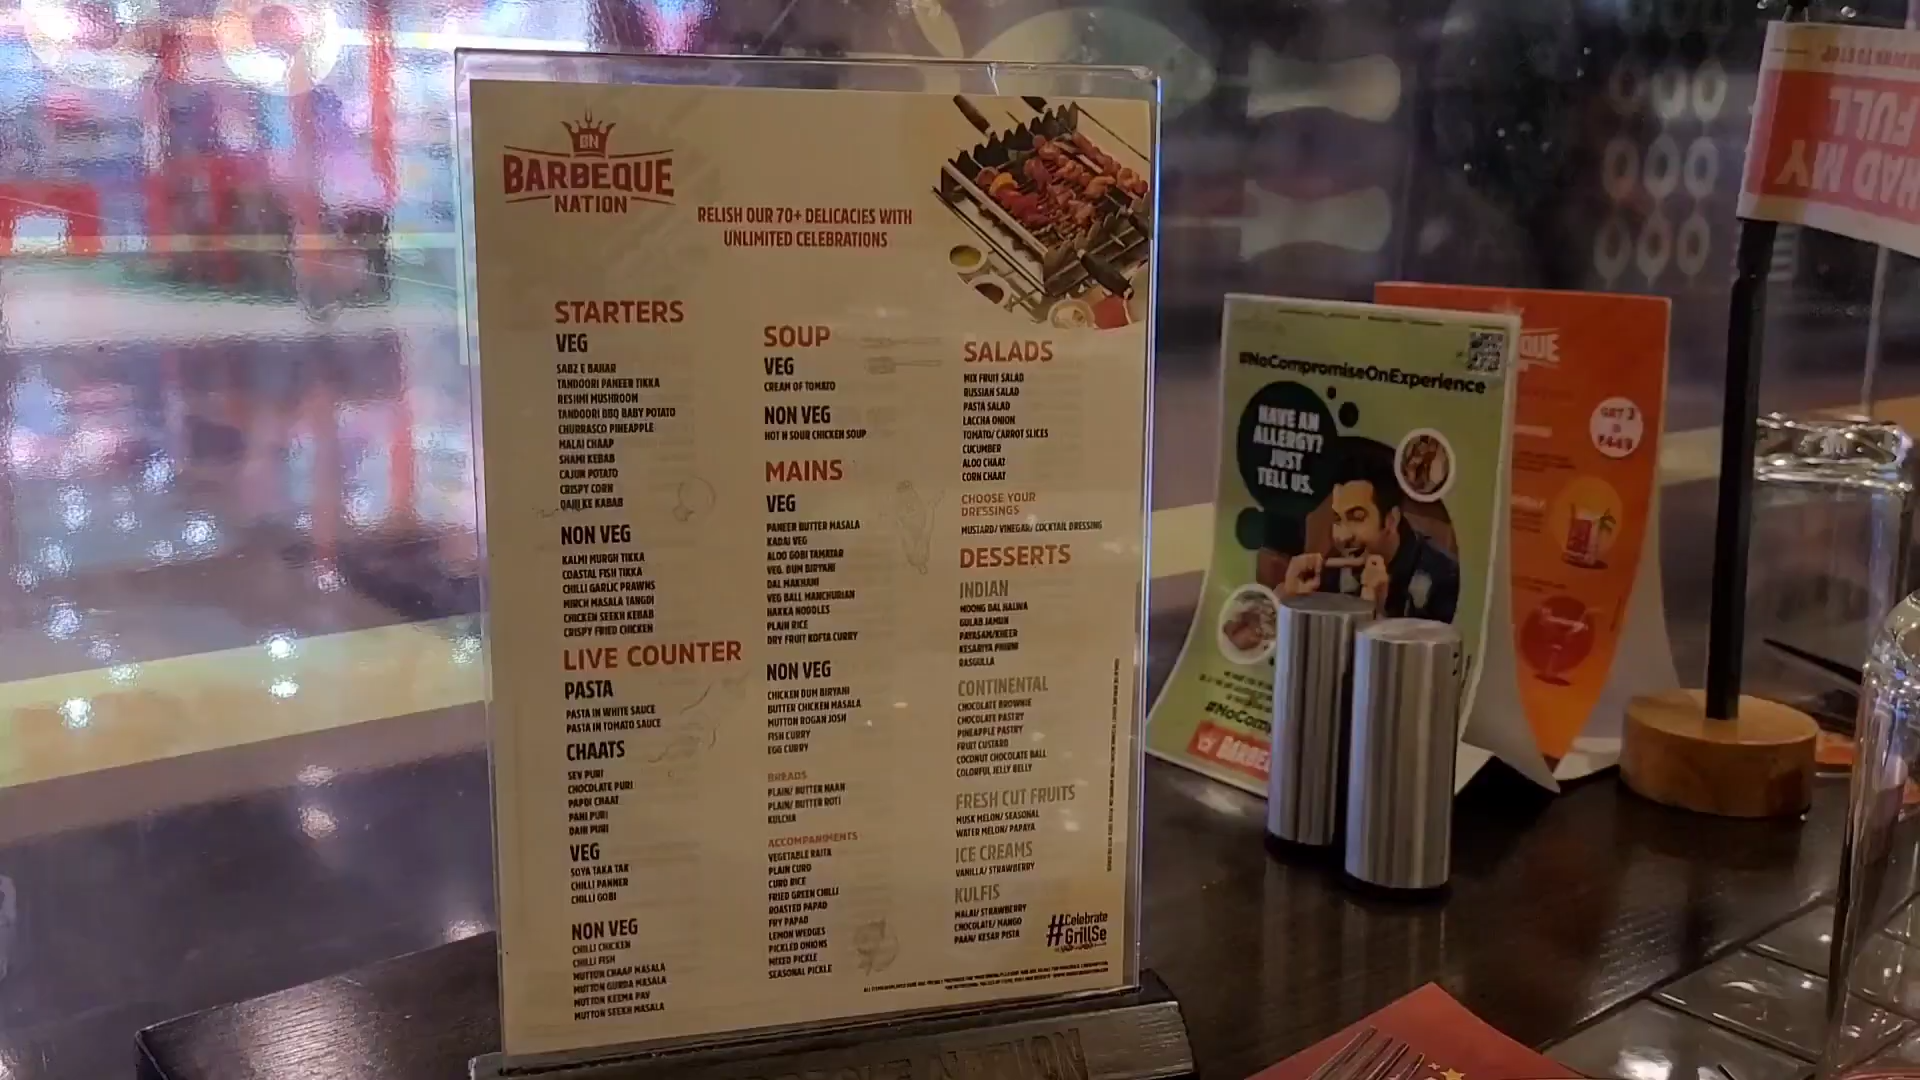 BN
BARBEQUE
NATION
RELISH OUR 70+ DELICACIES WITH
UNLIMITED CELEBRATIONS
STARTERS
VEG
SABZ E BAHAR
TANDOORI PANEER TIKKA
RESHMI MUSHROOM
TANDOORI BBQ BABY POTATO
CHURRASCO PINEAPPLE
MALAI CHAAP
SHAMI KEBAB
CAJUN POTATO
CRISPY CORN
DAHI KE KABAB
NON VEG
KALMI MURGH TIKKA
COASTAL FISH TIKKA
CHILLI GARLIC PRAWNS
MIRCH MASALA TANGDI
CHICKEN SEEKH KEBAB
CRISPY FRIED CHICKEN
LIVE COUNTER
PASTA
PASTA IN WHITE SAUCE
PASTA IN TOMATO SAUCE
CHAATS
SEV PURI
CHOCOLATE PURI
PAPDI CHAAT
PANI PURI
DAHI PURI
VEG
SOYA TAKA TAK
CHILLI PANNER
CHILLI GOBI
NON VEG
CHILLI CHICKEN
CHILLI FISH
MUTTON CHAAP MASALA
MUTTON GURDA MASALA
MUTTON KEEMA PAV
MUTTON SEEKH MASALA
SOUP
VEG
CREAM OF TOMATO
NON VEG
HOT N SOUR CHICKEN SOUP
MAINS
VEG
PANEER BUTTER MASALA
KADAI VEG
ALOO GOBI TAMATAR
VEG. DUM BIRYANI
DAL MAKHANI
VEG BALL MANCHURIAN
HAKKA NOODLES
PLAIN RICE
DRY FRUIT KOFTA CURRY
NON VEG
CHICKEN DUM BIRYANI
BUTTER CHICKEN MASALA
MUTTON ROGAN JOSH
FISH CURRY
EGG CURRY
BREADS
PLAIN/ BUTTER NAAN
PLAIN/ BUTTER ROTI
KULCHA
ACCOMPANIMENTS
VEGETABLE RAITA
PLAIN CURD
CURD RICE
FRIED GREEN CHILLI
ROASTED PAPAD
FRY PAPAD
LEMON WEDGES
PICKLED ONIONS
MIXED PICKLE
SEASONAL PICKLE
SALADS
MIX FRUIT SALAD
RUSSIAN SALAD
PASTA SALAD
LACCHA ONION
TOMATO/ CARROT SLICES
CUCUMBER
ALOO CHAAT
CORN CHAAT
CHOOSE YOUR
DRESSINGS
MUSTARD/ VINEGAR/ COCKTAIL DRESSING
DESSERTS
INDIAN
MOONG DAL HALWA
GULAB JAMUN
PAYASAM/KHEER
KESARIYA PHIRNI
RASGULLA
CONTINENTAL
CHOCOLATE BROWNIE
CHOCOLATE PASTRY
PINEAPPLE PASTRY
FRUIT CUSTARD
COCONUT CHOCOLATE BALL
COLORFUL JELLY BELLY
FRESH CUT FRUITS
MUSK MELON/ SEASONAL
WATER MELON/ PAPAYA
ICE CREAMS
VANILLA/ STRAWBERRY
KULFIS
MALAI/ STRAWBERRY
CHOCOLATE/ MANGO
PAAN/ KESAR PISTA
#Celebrate
GrillSe
#NoCompromiseOnExperience
HAVE AN
ALLERGY?
JUST
TELL US.
#NoCom
BARBE
QUE
GET 2
₹449
HAD MY
FULL
NATION